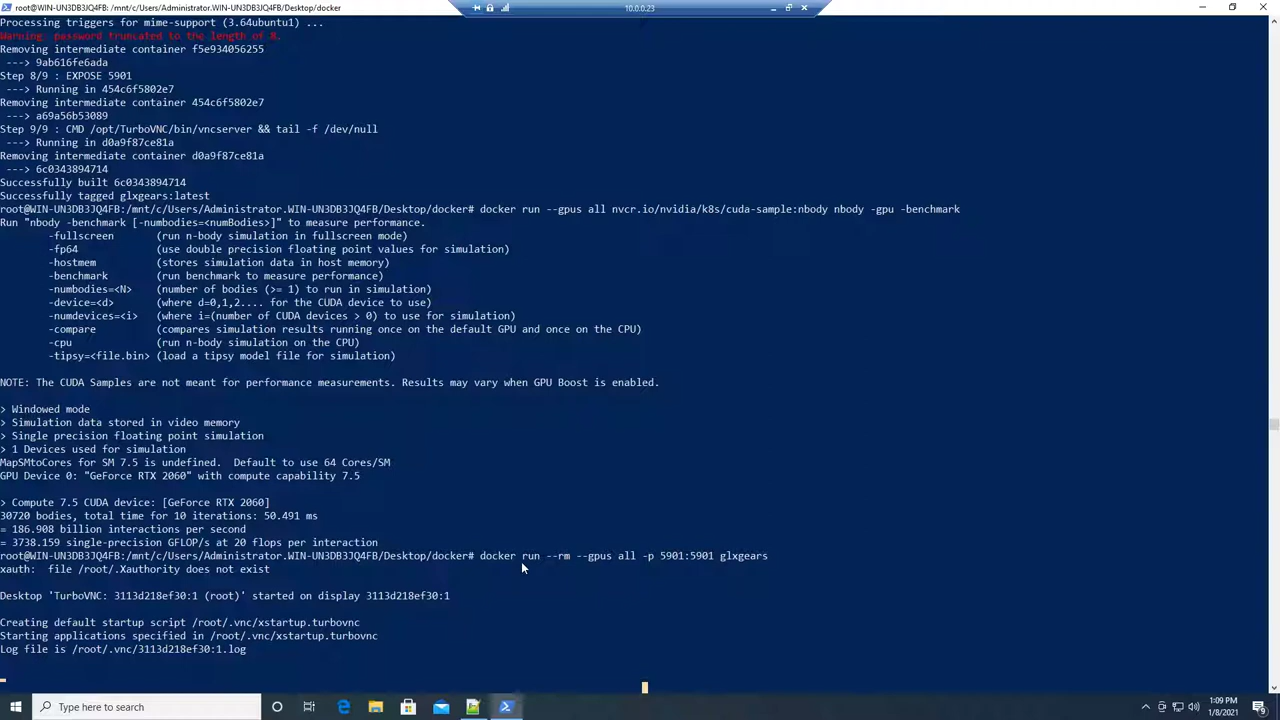 root@WIN-UN3DB3JQ4FB: /mnt/c/Users/Administrator.WIN-UN3DB3JQ4FB/Desktop/docker
10.0.0.23
Processing triggers for mime-support (3.64ubuntu1) ...
Warning: password truncated to the length of 8.
Removing intermediate container f5e934056255
---> 9ab616fe6ada
Step 8/9 : EXPOSE 5901
---> Running in 454c6f5802e7
Removing intermediate container 454c6f5802e7
---> a69a56b53089
Step 9/9 : CMD /opt/TurboVNC/bin/vncserver && tail -f /dev/null
---> Running in d0a9f87ce81a
Removing intermediate container d0a9f87ce81a
---> 6c0343894714
Successfully built 6c0343894714
Successfully tagged glxgears:latest
root@WIN-UN3DB3JQ4FB:/mnt/c/Users/Administrator.WIN-UN3DB3JQ4FB/Desktop/docker# docker run --gpus all nvcr.io/nvidia/k8s/cuda-sample:nbody nbody -gpu -benchmark
Run "nbody -benchmark [-numbodies=<numBodies>]" to measure performance.
-fullscreen (run n-body simulation in fullscreen mode)
-fp64 (use double precision floating point values for simulation)
-hostmem (stores simulation data in host memory)
-benchmark (run benchmark to measure performance)
-numbodies=<N> (number of bodies (>= 1) to run in simulation)
-device=<d> (where d=0,1,2.... for the CUDA device to use)
-numdevices=<i> (where i=(number of CUDA devices > 0) to use for simulation)
-compare (compares simulation results running once on the default GPU and once on the CPU)
-cpu (run n-body simulation on the CPU)
-tipsy=<file.bin> (load a tipsy model file for simulation)
NOTE: The CUDA Samples are not meant for performance measurements. Results may vary when GPU Boost is enabled.
> Windowed mode
> Simulation data stored in video memory
> Single precision floating point simulation
> 1 Devices used for simulation
MapSMtoCores for SM 7.5 is undefined. Default to use 64 Cores/SM
GPU Device 0: "GeForce RTX 2060" with compute capability 7.5
> Compute 7.5 CUDA device: [GeForce RTX 2060]
30720 bodies, total time for 10 iterations: 50.491 ms
= 186.908 billion interactions per second
= 3738.159 single-precision GFLOP/s at 20 flops per interaction
root@WIN-UN3DB3JQ4FB:/mnt/c/Users/Administrator.WIN-UN3DB3JQ4FB/Desktop/docker# docker run --rm --gpus all -p 5901:5901 glxgears
xauth: file /root/.Xauthority does not exist
Desktop 'TurboVNC: 3113d218ef30:1 (root)' started on display 3113d218ef30:1
Creating default startup script /root/.vnc/xstartup.turbovnc
Starting applications specified in /root/.vnc/xstartup.turbovnc
Log file is /root/.vnc/3113d218ef30:1.log
Type here to search
1:09 PM
1/8/2021